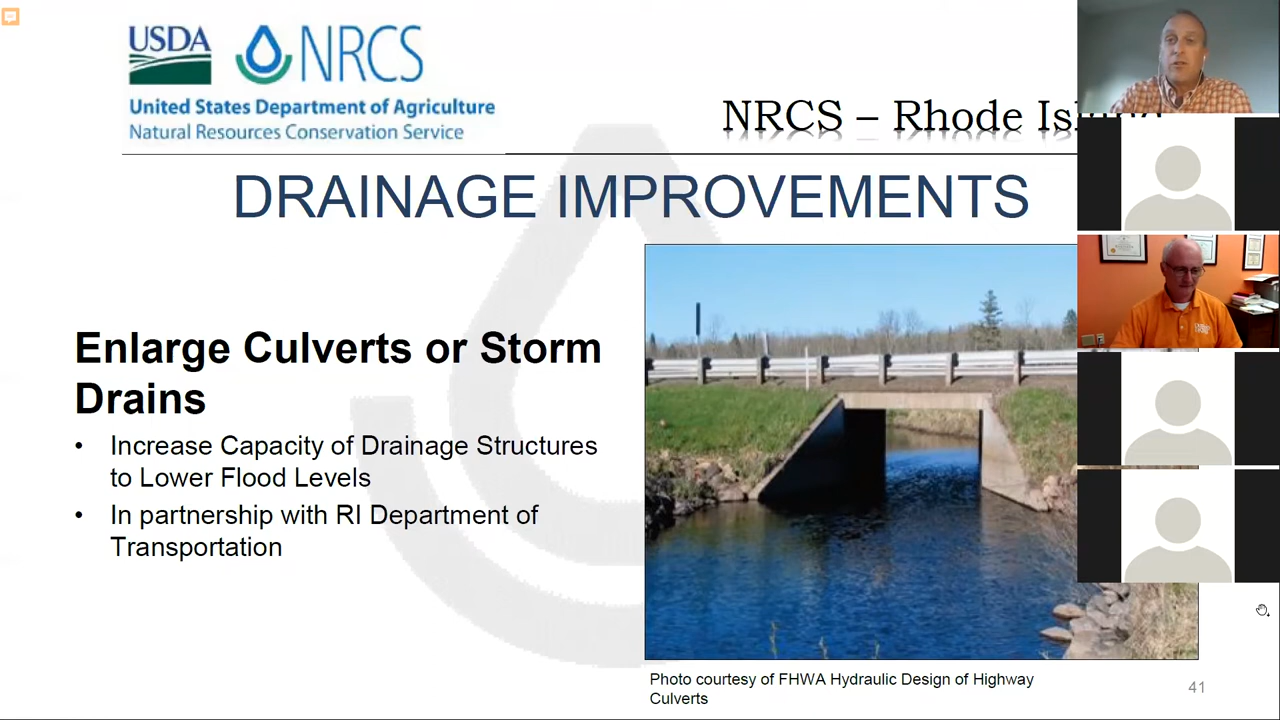 USDA NRCS
United States Department of Agriculture
Natural Resources Conservation Service
NRCS – Rhode Island
DRAINAGE IMPROVEMENTS
Enlarge Culverts or Storm
Drains
• Increase Capacity of Drainage Structures
to Lower Flood Levels
• In partnership with RI Department of
Transportation
Photo courtesy of FHWA Hydraulic Design of Highway
Culverts
41